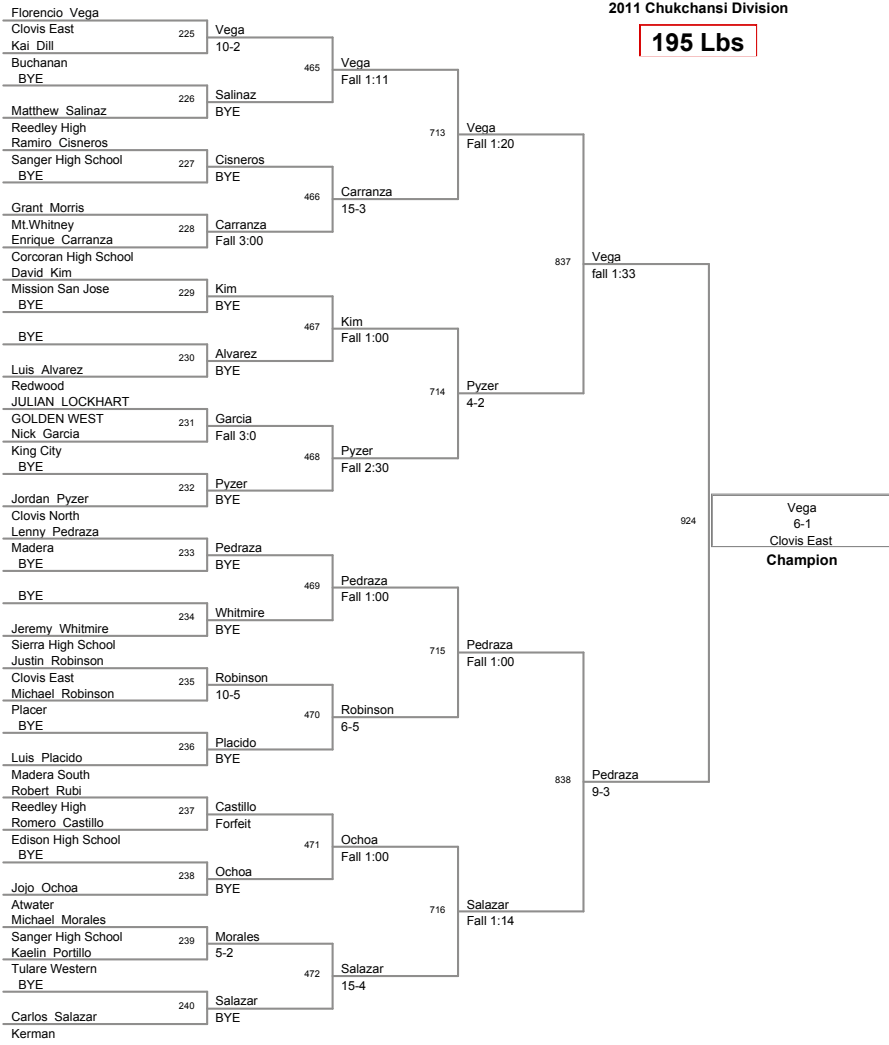 2011 Chukchansi Division
195 Lbs
Florencio Vega
Clovis East
225
Vega
Kai Dill
10-2
Buchanan
465
Vega
BYE
Fall 1:11
226
Salinaz
Matthew Salinaz
BYE
Reedley High
713
Vega
Ramiro Cisneros
Fall 1:20
Sanger High School
227
Cisneros
BYE
BYE
466
Carranza
Grant Morris
15-3
Mt.Whitney
228
Carranza
Enrique Carranza
Fall 3:00
Corcoran High School
837
Vega
David Kim
fall 1:33
Mission San Jose
229
Kim
BYE
BYE
467
Kim
BYE
Fall 1:00
230
Alvarez
Luis Alvarez
BYE
Redwood
714
Pyzer
JULIAN LOCKHART
4-2
GOLDEN WEST
231
Garcia
Nick Garcia
Fall 3:0
King City
468
Pyzer
BYE
Fall 2:30
232
Pyzer
Jordan Pyzer
BYE
Clovis North
924
Vega
6-1
Clovis East
Champion
Lenny Pedraza
Madera
233
Pedraza
BYE
BYE
469
Pedraza
BYE
Fall 1:00
234
Whitmire
Jeremy Whitmire
BYE
Sierra High School
715
Pedraza
Justin Robinson
Fall 1:00
Clovis East
235
Robinson
Michael Robinson
10-5
Placer
470
Robinson
BYE
6-5
236
Placido
Luis Placido
BYE
Madera South
838
Pedraza
Robert Rubi
9-3
Reedley High
237
Castillo
Romero Castillo
Forfeit
Edison High School
471
Ochoa
BYE
Fall 1:00
238
Ochoa
Jojo Ochoa
BYE
Atwater
716
Salazar
Michael Morales
Fall 1:14
Sanger High School
239
Morales
Kaelin Portillo
5-2
Tulare Western
472
Salazar
BYE
15-4
240
Salazar
Carlos Salazar
BYE
Kerman